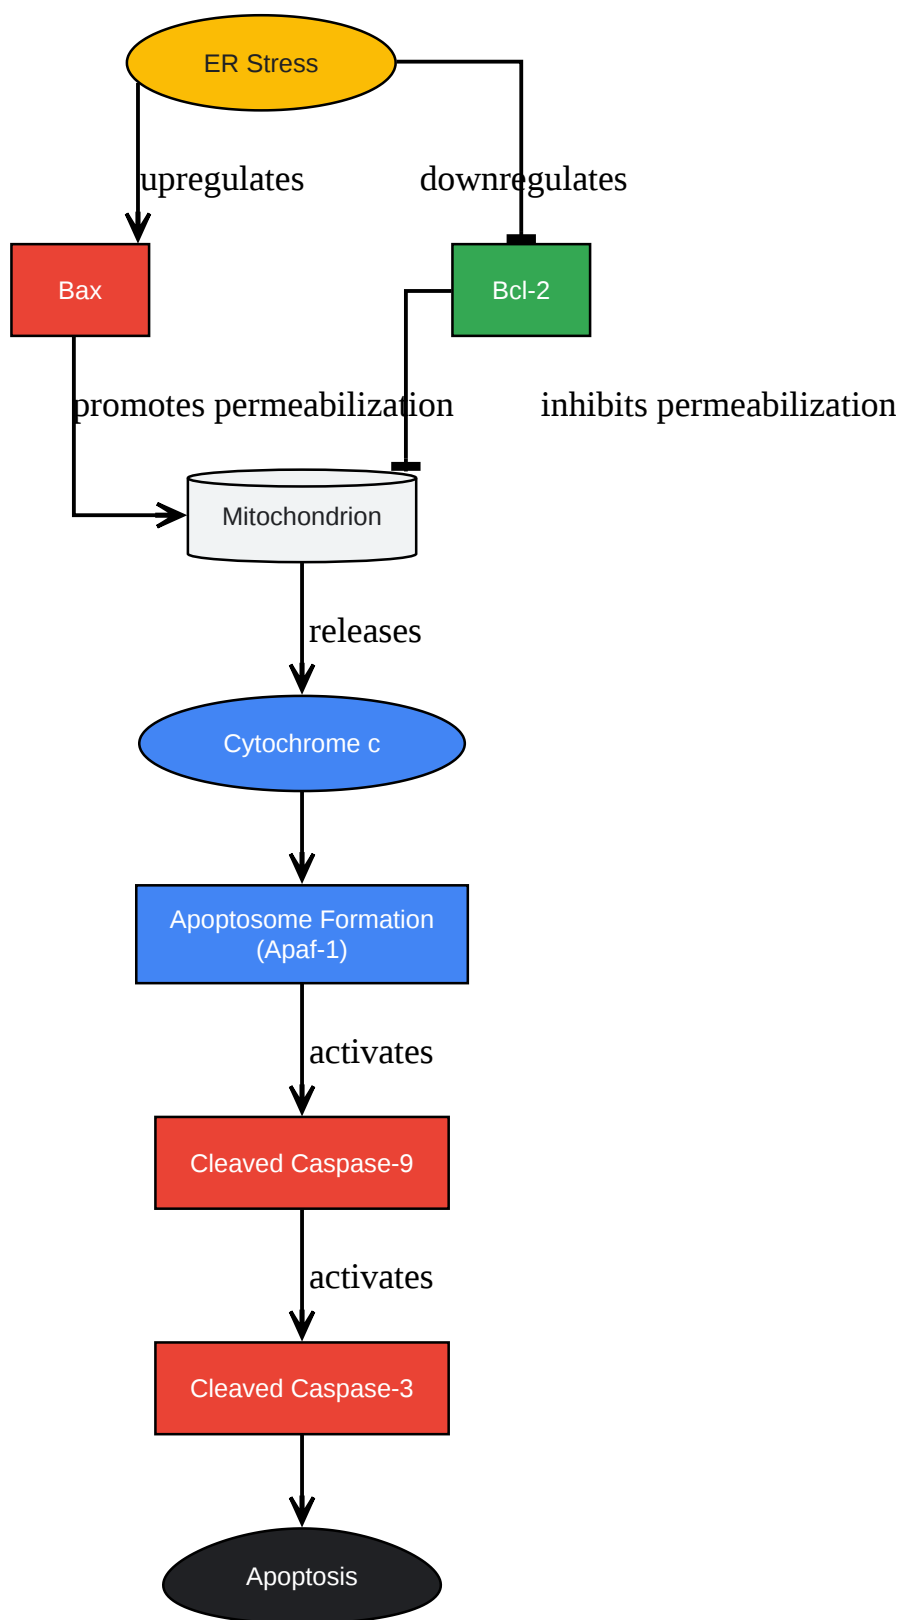 ER Stress
upregulates
downregulates
Bax
Bcl-2
promotes permeabilization
inhibits permeabilization
Mitochondrion
releases
Cytochrome c
Apoptosome Formation
(Apaf-1)
activates
Cleaved Caspase-9
activates
Cleaved Caspase-3
Apoptosis